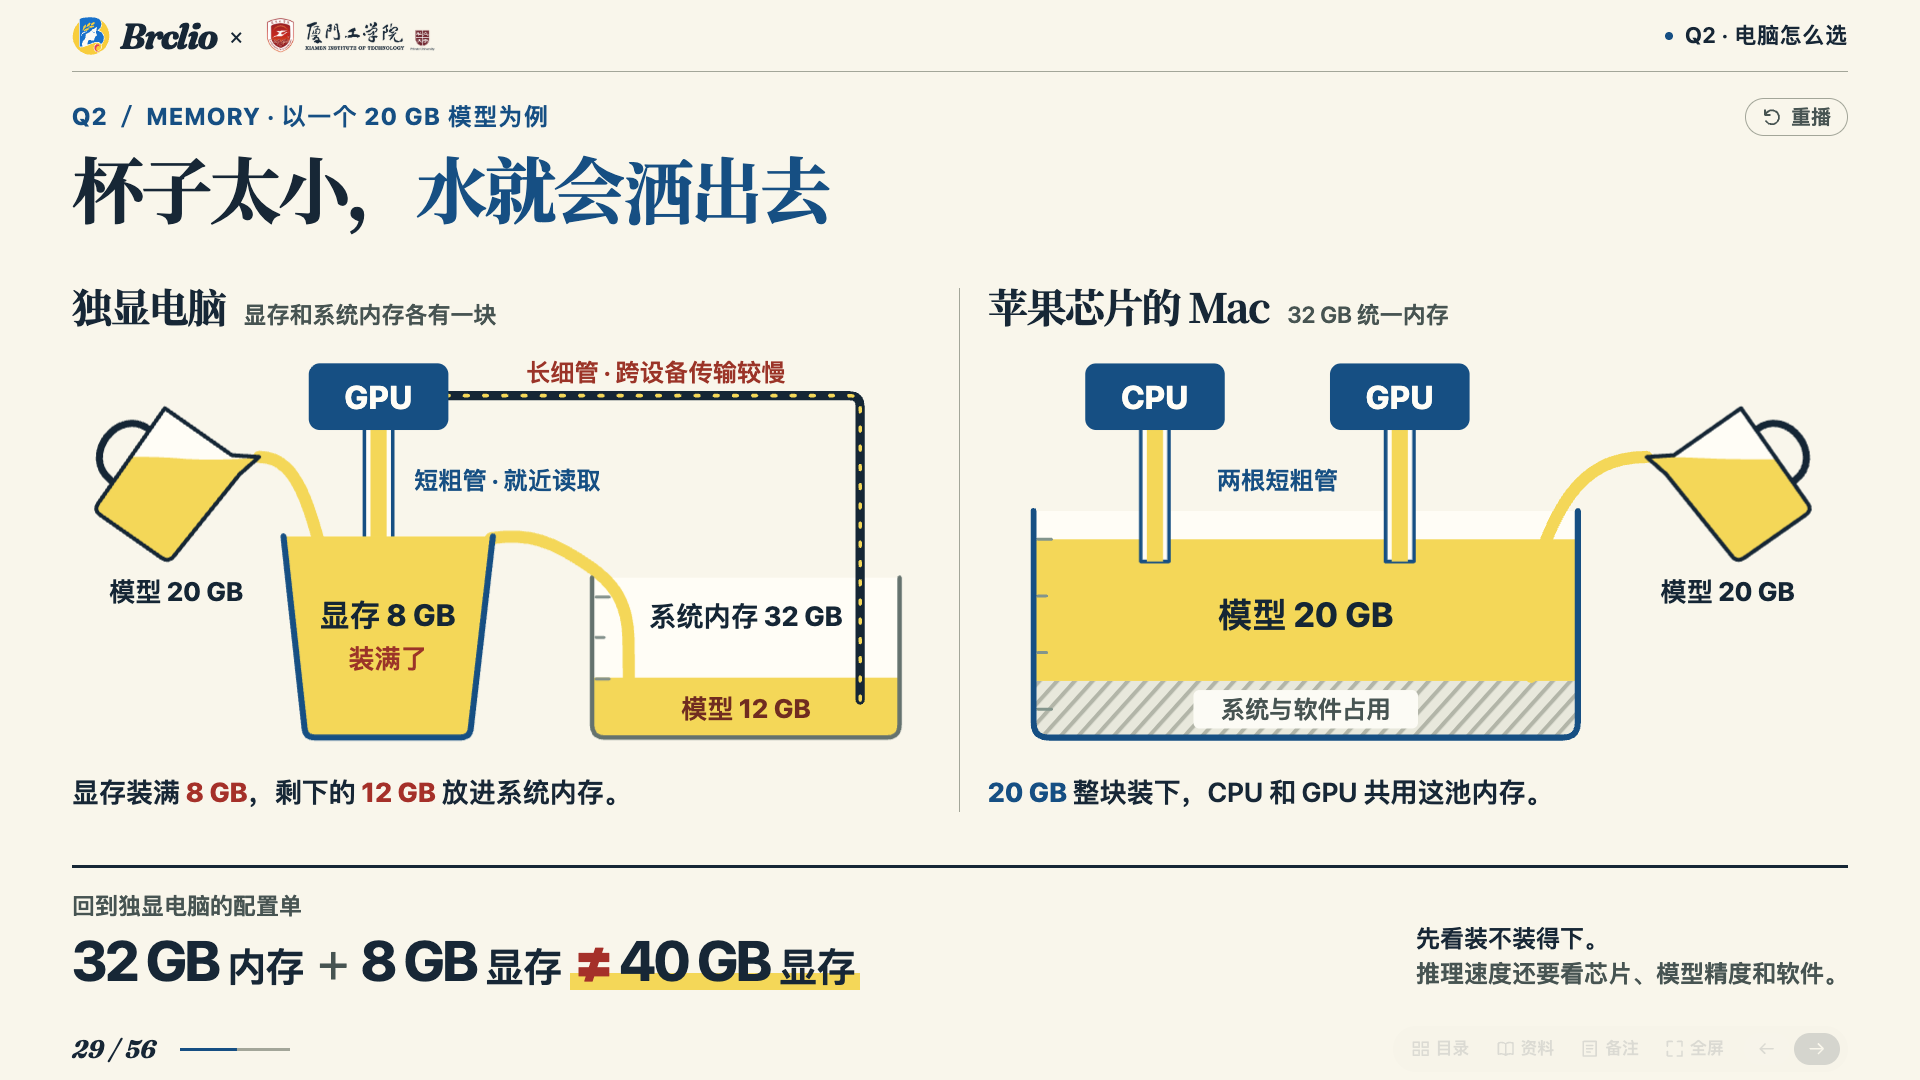 Brclio × 厦門工学院
XIAMEN INSTITUTE OF TECHNOLOGY
Q2 · 电脑怎么选
Q2 / MEMORY · 以一个 20 GB 模型为例
重播
杯子太小，水就会洒出去
独显电脑 显存和系统内存各有一块
GPU
长细管 · 跨设备传输较慢
短粗管 · 就近读取
模型 20 GB
显存 8 GB
装满了
系统内存 32 GB
模型 12 GB
显存装满 8 GB，剩下的 12 GB 放进系统内存。
苹果芯片的 Mac 32 GB 统一内存
CPU
GPU
两根短粗管
模型 20 GB
模型 20 GB
系统与软件占用
20 GB 整块装下，CPU 和 GPU 共用这池内存。
回到独显电脑的配置单
32 GB 内存 + 8 GB 显存 ≠ 40 GB 显存
先看装不装得下。
推理速度还要看芯片、模型精度和软件。
29 / 56
目录 资料 备注 全屏